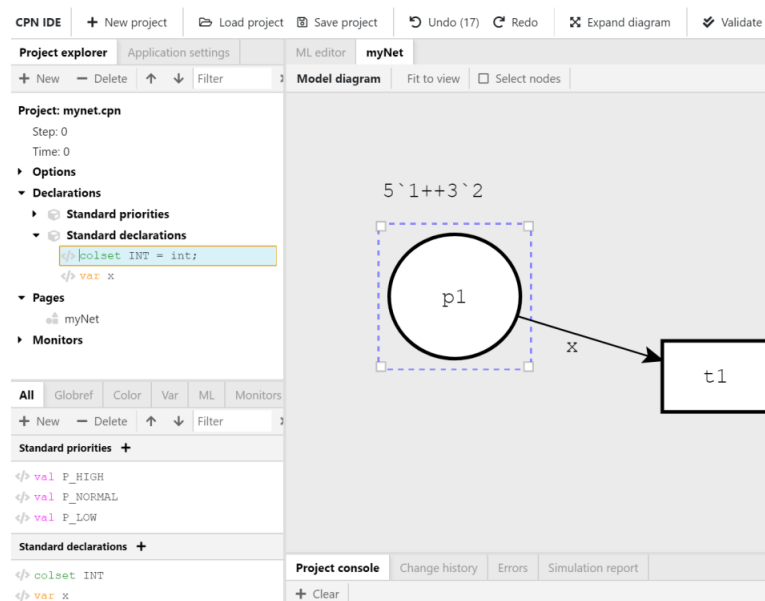 CPN IDE + New project Load project Save project Undo (17) Redo Expand diagram Validate
Project explorer Application settings ML editor myNet
+ New − Delete ↑ ↓ Filter Model diagram Fit to view Select nodes
Project: mynet.cpn
Step: 0
Time: 0
Options
Declarations
Standard priorities
Standard declarations
</> colset INT = int;
</> var x
Pages
myNet
Monitors
5`1++3`2
p1
x
t1
All Globref Color Var ML Monitors
+ New − Delete ↑ ↓ Filter
Standard priorities +
</> val P_HIGH
</> val P_NORMAL
</> val P_LOW
Standard declarations +
</> colset INT
</> var x
Project console Change history Errors Simulation report
+ Clear